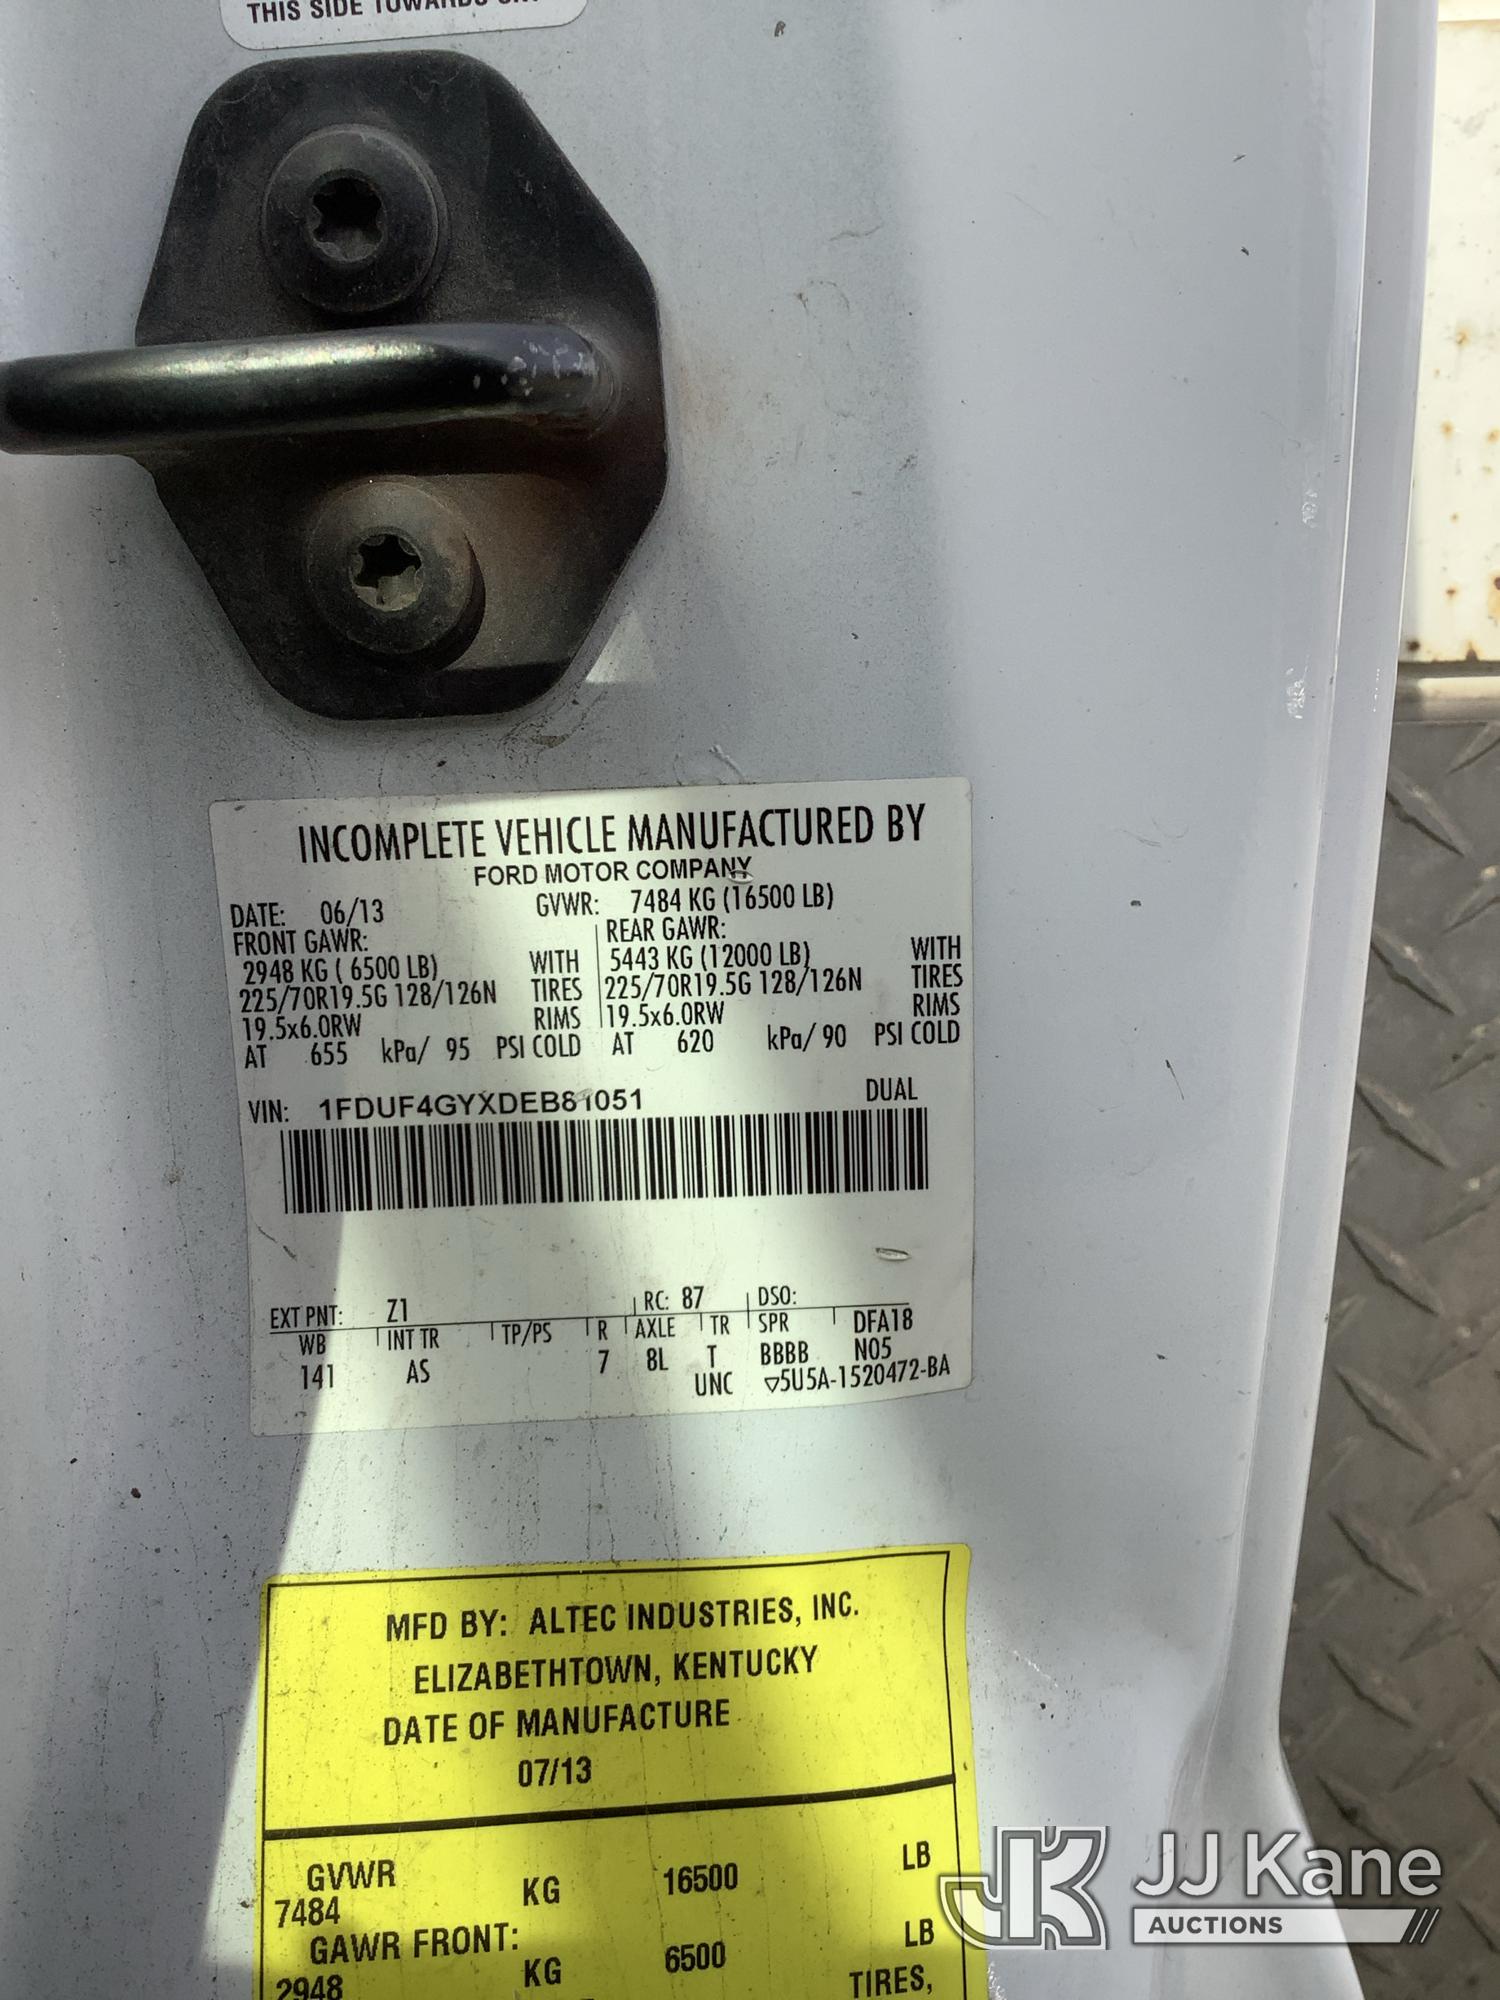 THIS SIDE TOWARDS
INCOMPLETE VEHICLE MANUFACTURED BY
FORD MOTOR COMPANY
DATE: 06/13 GVWR: 7484 KG (16500 LB)
FRONT GAWR: REAR GAWR:
2948 KG ( 6500 LB) WITH 5443 KG (12000 LB) WITH
225/70R19.5G 128/126N TIRES 225/70R19.5G 128/126N TIRES
19.5x6.0RW RIMS 19.5x6.0RW RIMS
AT 655 kPa/ 95 PSI COLD AT 620 kPa/ 90 PSI COLD
VIN: 1FDUF4GYXDEB81051 DUAL
EXT PNT: Z1 RC: 87 DSO:
WB INT TR TP/PS R AXLE TR SPR DFA18
141 AS 7 8L T BBBB N05
UNC ▽5U5A-1520472-BA
MFD BY: ALTEC INDUSTRIES, INC.
ELIZABETHTOWN, KENTUCKY
DATE OF MANUFACTURE
07/13
GVWR
7484 KG 16500 LB
GAWR FRONT:
2948 KG 6500 LB
TIRES,
JK JJ Kane
AUCTIONS